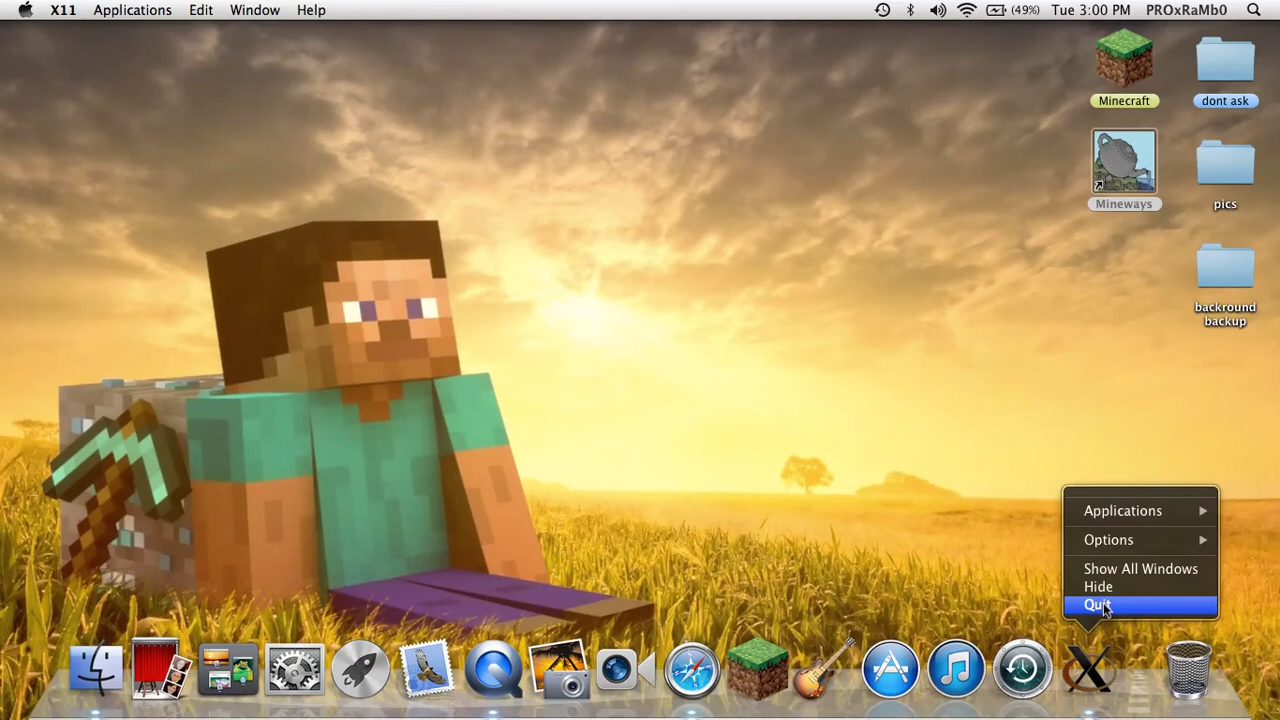 X11 Applications Edit Window Help
(49%) Tue 3:00 PM PROxRaMb0
Minecraft
dont ask
Mineways
pics
backround
backup
Applications
Options
Show All Windows
Hide
Quit